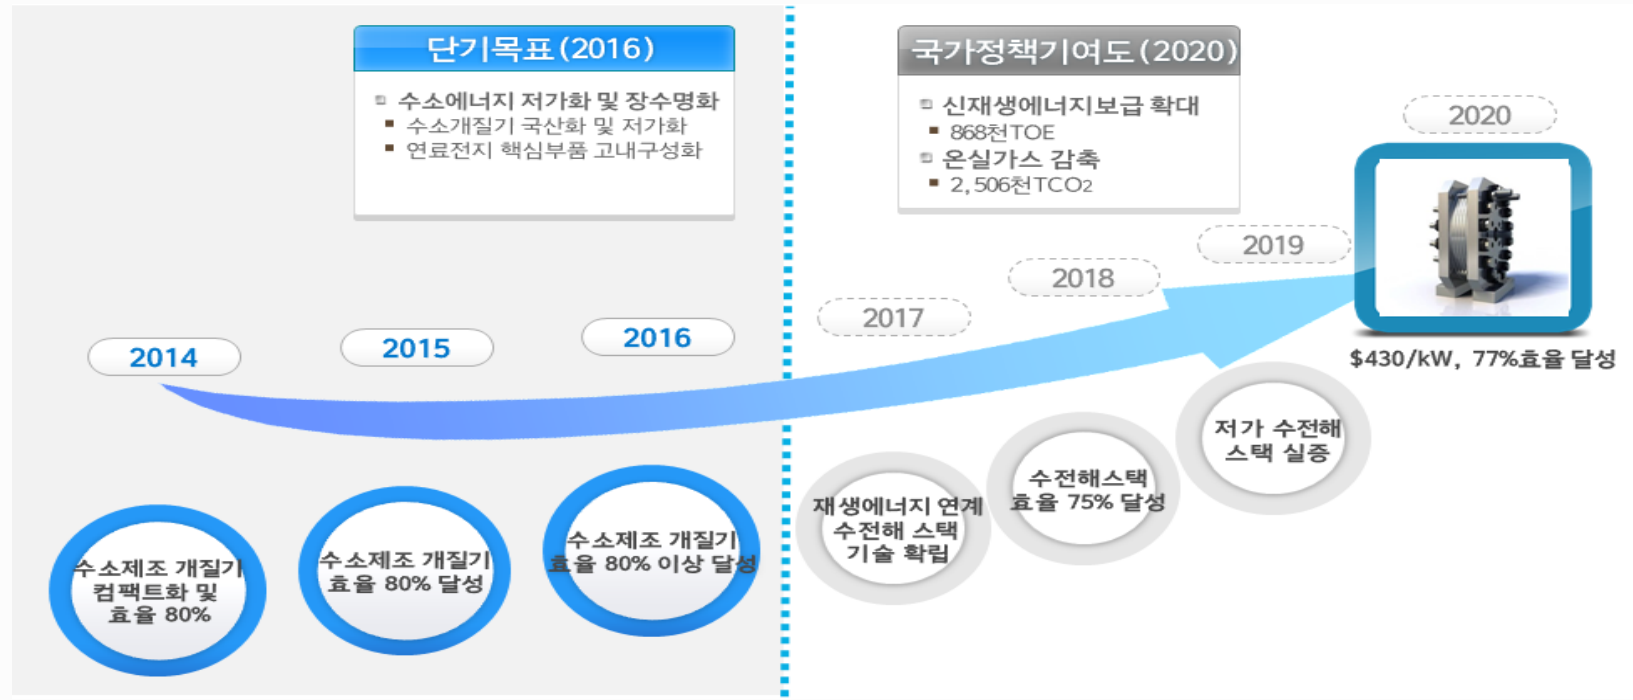 단기목표(2016)
수소에너지 저가화 및 장수명화
수소개질기 국산화 및 저가화
연료전지 핵심부품 고내구성화
국가정책기여도(2020)
신재생에너지보급 확대
868천TOE
온실가스 감축
2,506천TCO2
2014
2015
2016
2017
2018
2019
2020
$430/kW, 77%효율 달성
수소제조 개질기
컴팩트화 및
효율 80%
수소제조 개질기
효율 80% 달성
수소제조 개질기
효율 80% 이상 달성
재생에너지 연계
수전해 스택
기술 확립
수전해스택
효율 75% 달성
저가 수전해
스택 실증